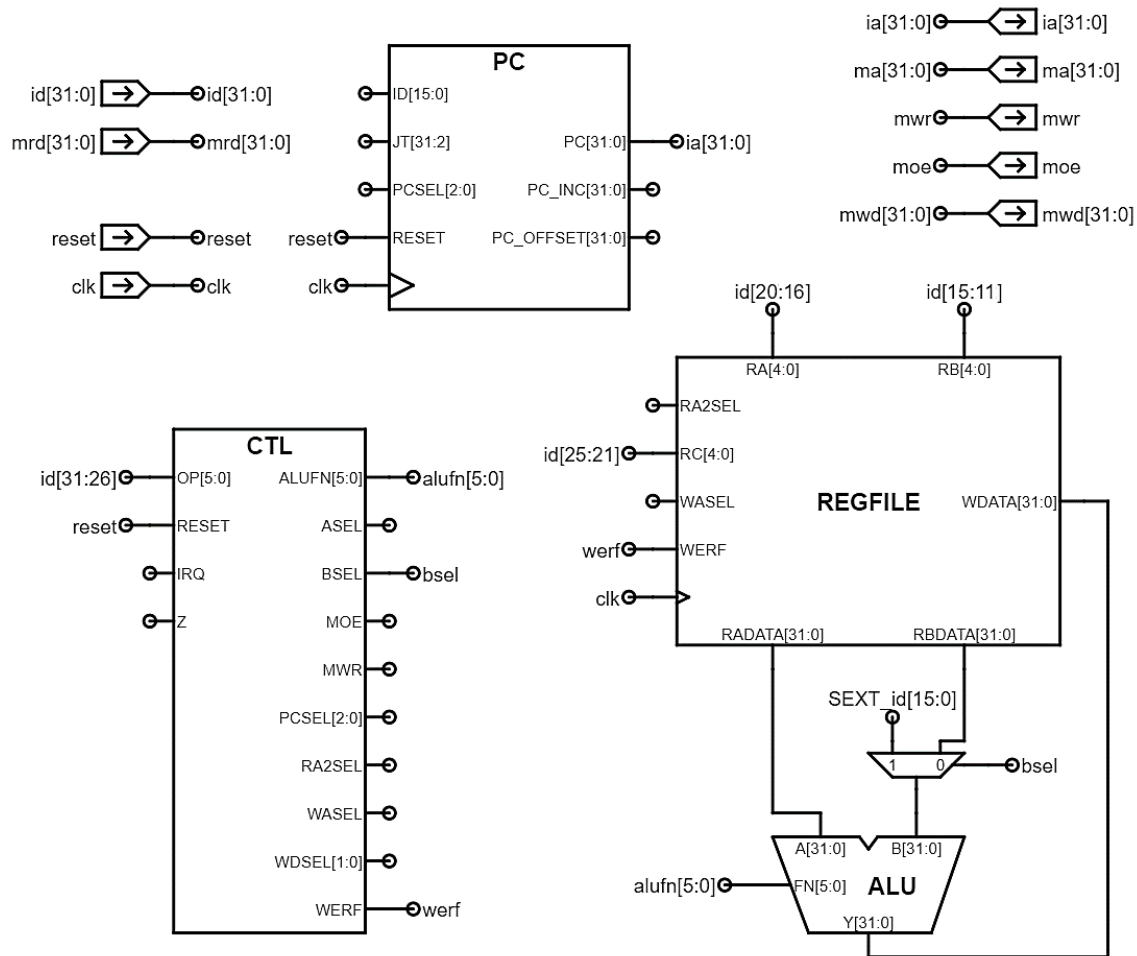 id[31:0] id[31:0]
mrd[31:0] mrd[31:0]
reset reset
clk clk
PC
ID[15:0]
JT[31:2] PC[31:0] ia[31:0]
PCSEL[2:0] PC_INC[31:0]
reset RESET PC_OFFSET[31:0]
clk
ia[31:0] ia[31:0]
ma[31:0] ma[31:0]
mwr mwr
moe moe
mwd[31:0] mwd[31:0]
CTL
id[31:26] OP[5:0] ALUFN[5:0] alufn[5:0]
reset RESET ASEL
IRQ BSEL bsel
Z MOE
MWR
PCSEL[2:0]
RA2SEL
WASEL
WDSEL[1:0]
WERF werf
id[20:16] id[15:11]
RA[4:0] RB[4:0]
RA2SEL
id[25:21] RC[4:0]
WASEL REGFILE WDATA[31:0]
werf WERF
clk
RADATA[31:0] RBDATA[31:0]
SEXT_id[15:0]
1 0 bsel
A[31:0] B[31:0]
alufn[5:0] FN[5:0] ALU
Y[31:0]